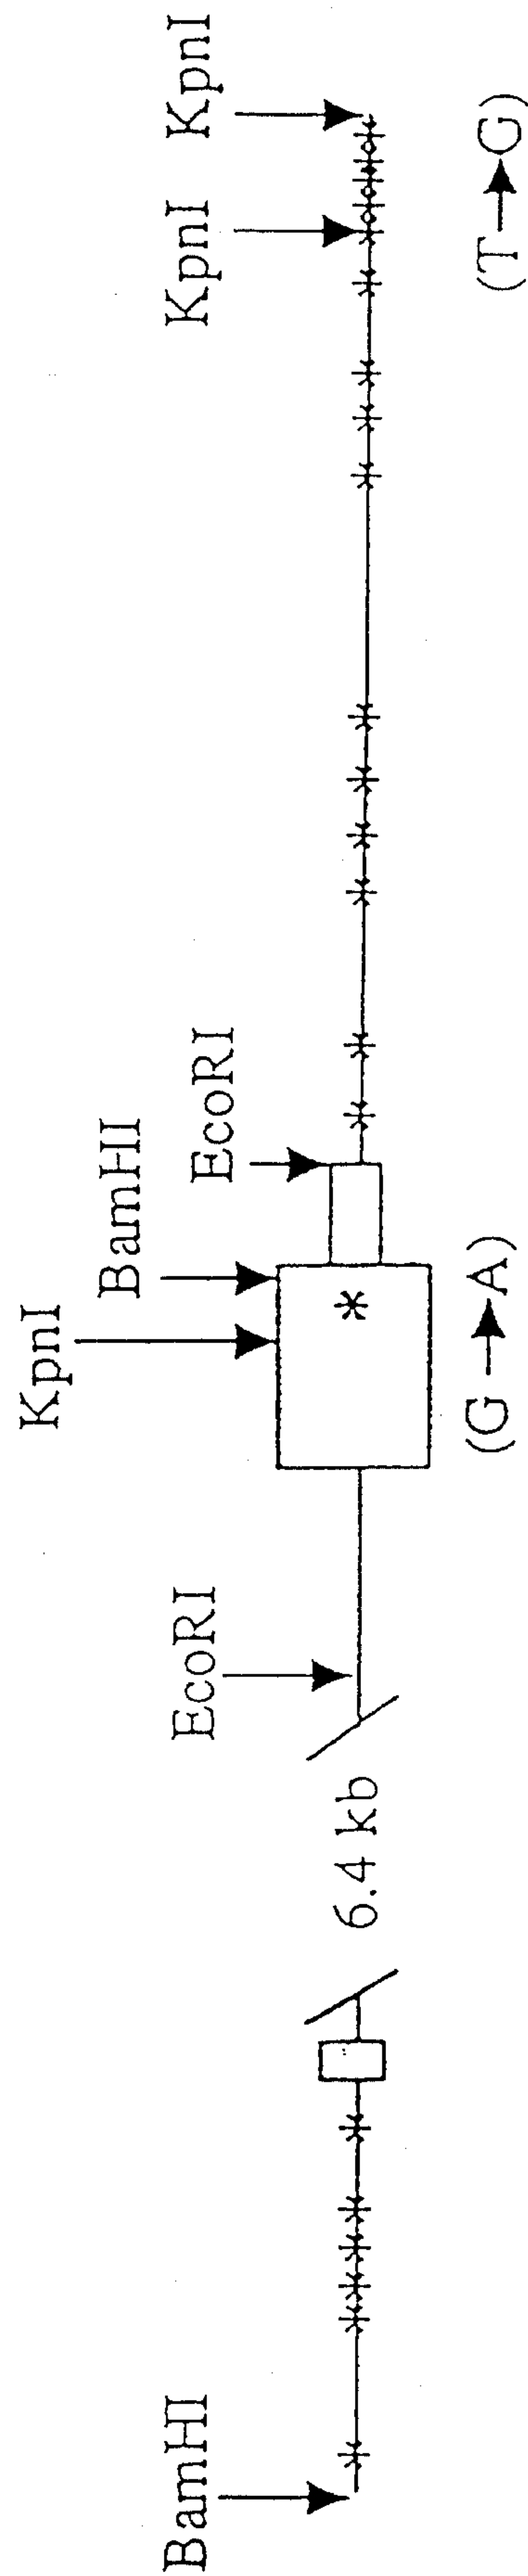 BamHI
6.4 kb
EcoRI
KpnI
BamHI
EcoRI
*
(G → A)
KpnI
KpnI
(T → G)